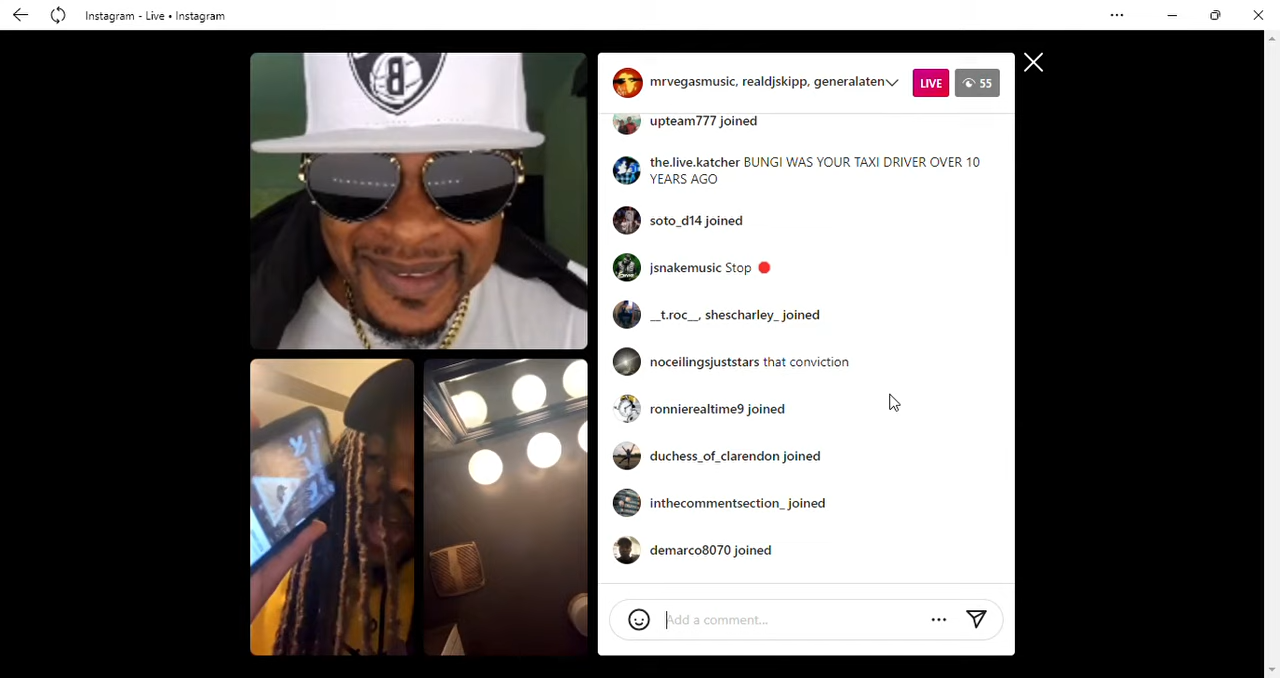 Instagram - Live • Instagram
mrvegasmusic, realdjskipp, generalaten
LIVE
55
upteam777 joined
the.live.katcher BUNGI WAS YOUR TAXI DRIVER OVER 10
YEARS AGO
soto_d14 joined
jsnakemusic Stop 🛑
__t.roc__, shescharley_ joined
noceilingsjuststars that conviction
ronnierealtime9 joined
duchess_of_clarendon joined
inthecommentsection_ joined
demarco8070 joined
Add a comment...
B